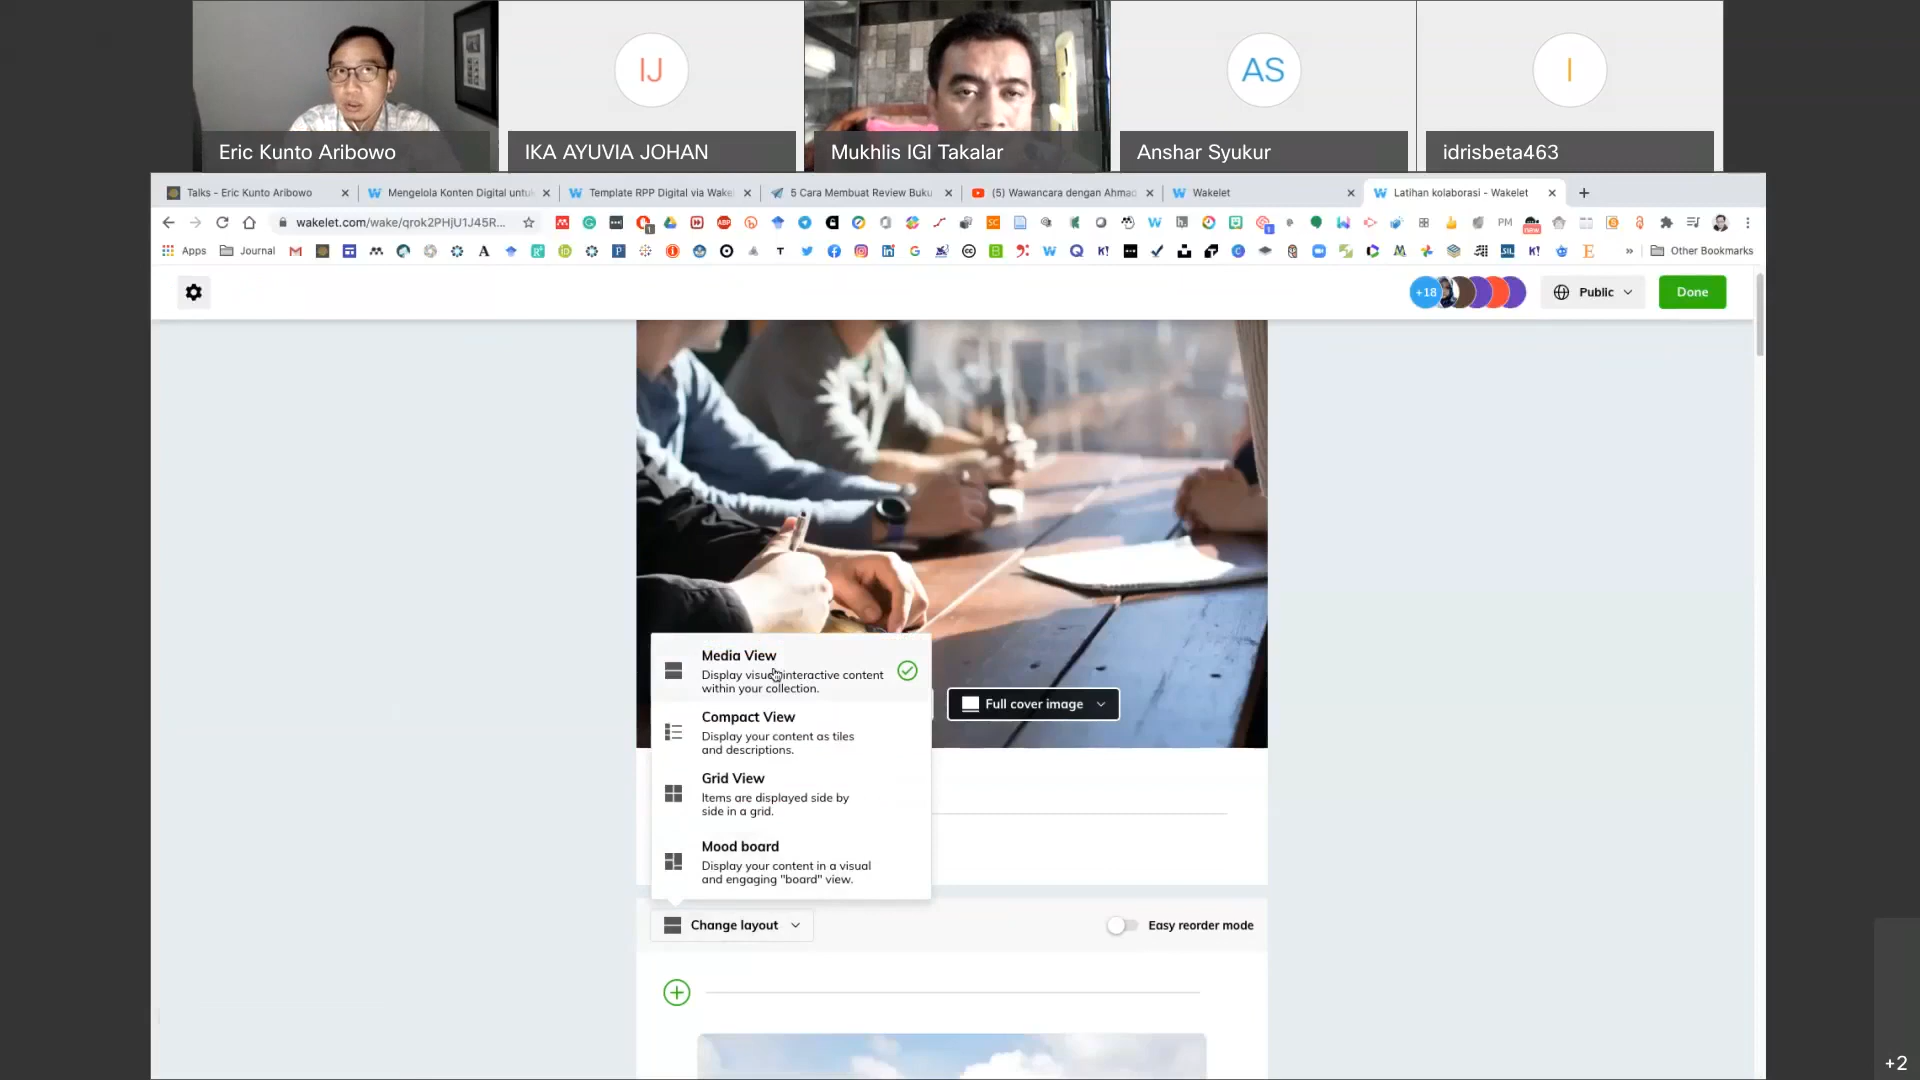 IJ
AS
I
Eric Kunto Aribowo
IKA AYUVIA JOHAN
Mukhlis IGI Takalar
Anshar Syukur
idrisbeta463
Talks - Eric Kunto Aribowo
Mengelola Konten Digital untuk
Template RPP Digital via Wake
5 Cara Membuat Review Buku
(5) Wawancara dengan Ahmad
Wakelet
Latihan kolaborasi - Wakelet
wakelet.com/wake/qrok2PHjU1J45R...
PM
new
Apps
Journal
Other Bookmarks
+18
Public
Done
Media View
Display visual interactive content
within your collection.
Full cover image
Compact View
Display your content as tiles
and descriptions.
Grid View
Items are displayed side by
side in a grid.
Mood board
Display your content in a visual
and engaging "board" view.
Change layout
Easy reorder mode
+2